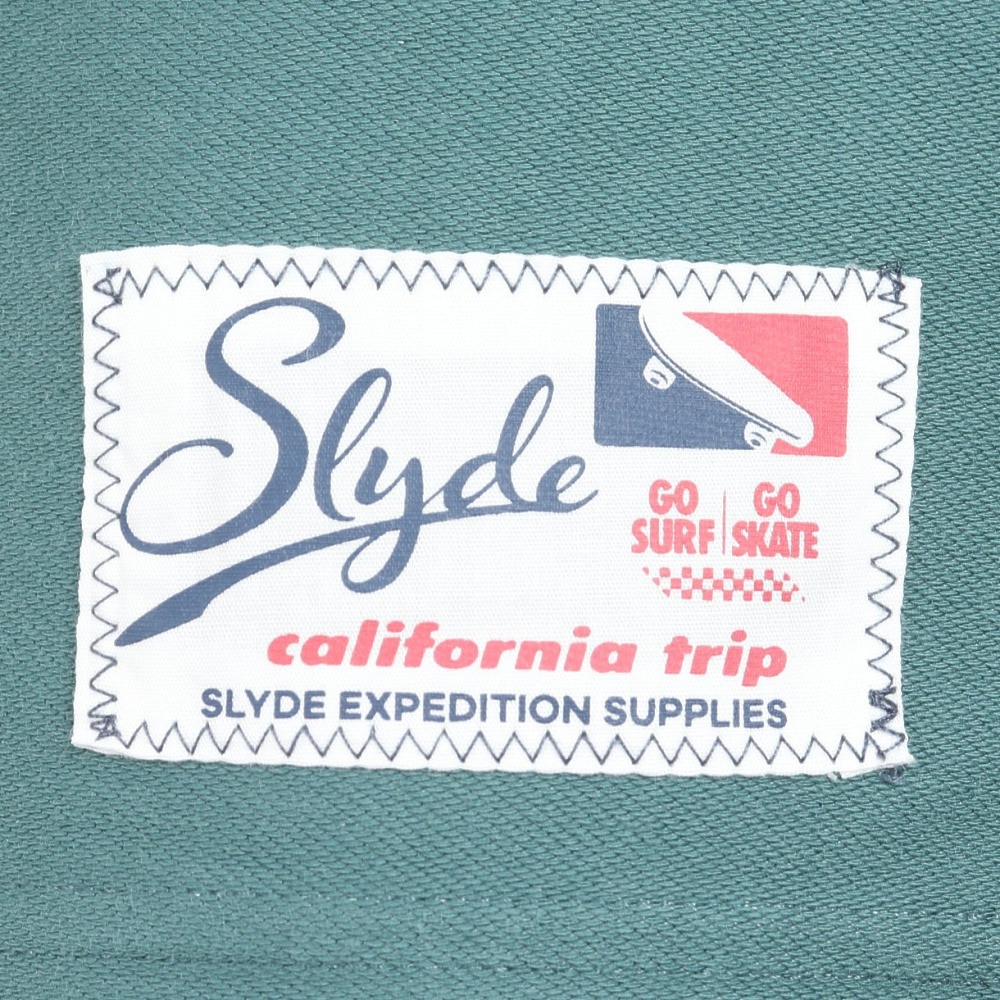 Slyde
GO SURF | GO SKATE
california trip
SLYDE EXPEDITION SUPPLIES